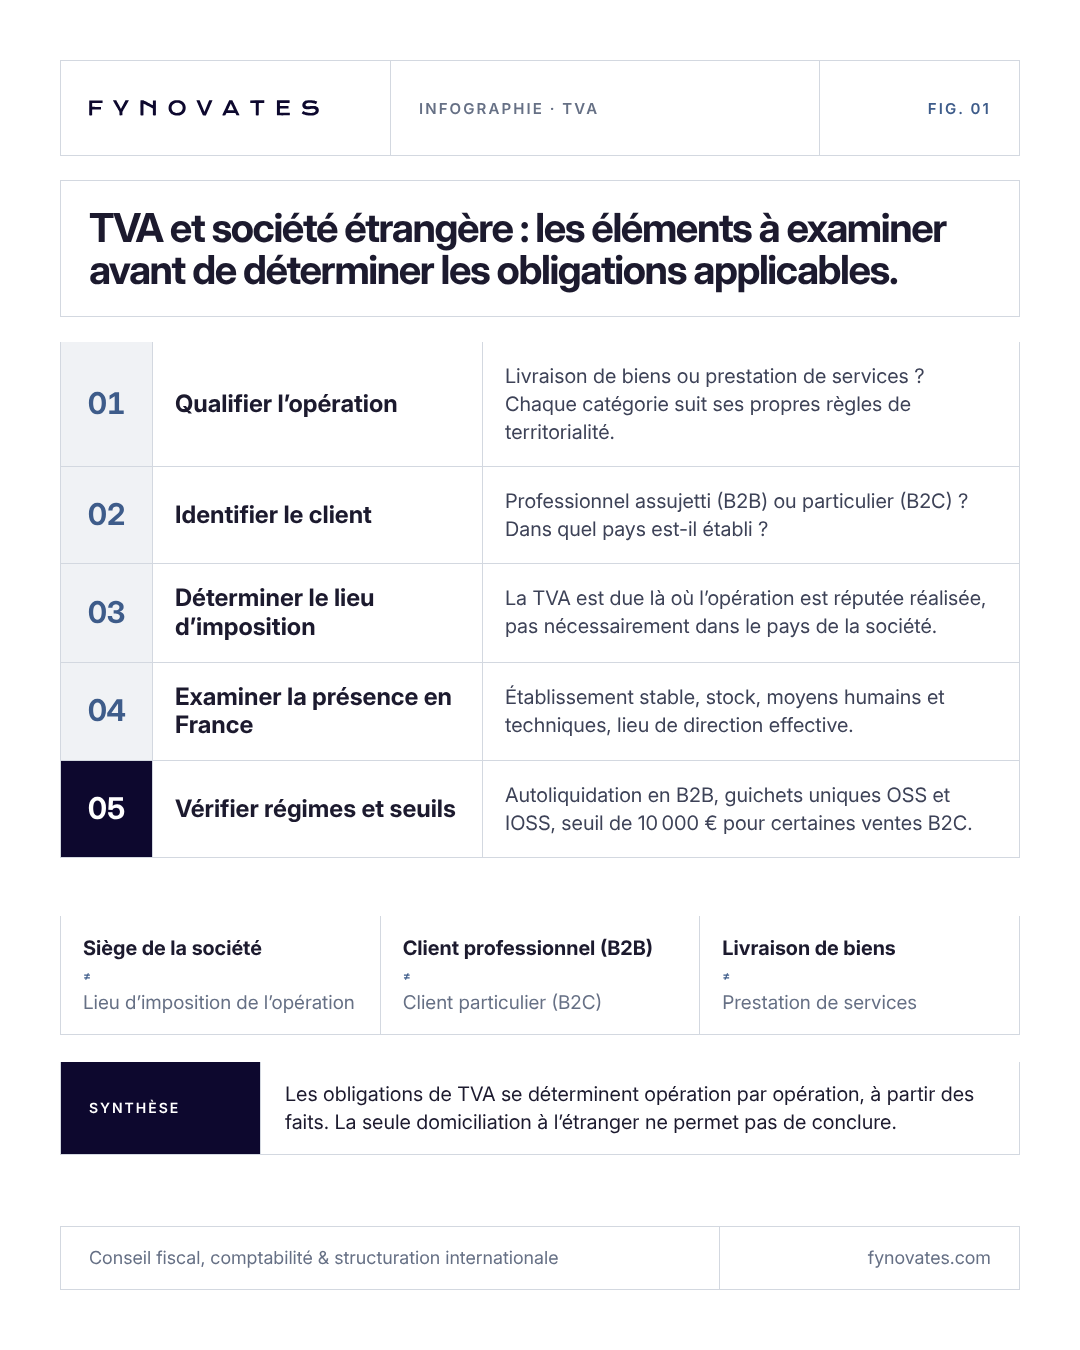 FYNOVATES
INFOGRAPHIE · TVA
FIG. 01
TVA et société étrangère : les éléments à examiner
avant de déterminer les obligations applicables.
01
Qualifier l’opération
Livraison de biens ou prestation de services ?
Chaque catégorie suit ses propres règles de
territorialité.
02
Identifier le client
Professionnel assujetti (B2B) ou particulier (B2C) ?
Dans quel pays est-il établi ?
03
Déterminer le lieu
d’imposition
La TVA est due là où l’opération est réputée réalisée,
pas nécessairement dans le pays de la société.
04
Examiner la présence en
France
Établissement stable, stock, moyens humains et
techniques, lieu de direction effective.
05
Vérifier régimes et seuils
Autoliquidation en B2B, guichets uniques OSS et
IOSS, seuil de 10 000 € pour certaines ventes B2C.
Siège de la société
≠
Lieu d’imposition de l’opération
Client professionnel (B2B)
≠
Client particulier (B2C)
Livraison de biens
≠
Prestation de services
SYNTHÈSE
Les obligations de TVA se déterminent opération par opération, à partir des
faits. La seule domiciliation à l’étranger ne permet pas de conclure.
Conseil fiscal, comptabilité & structuration internationale
fynovates.com